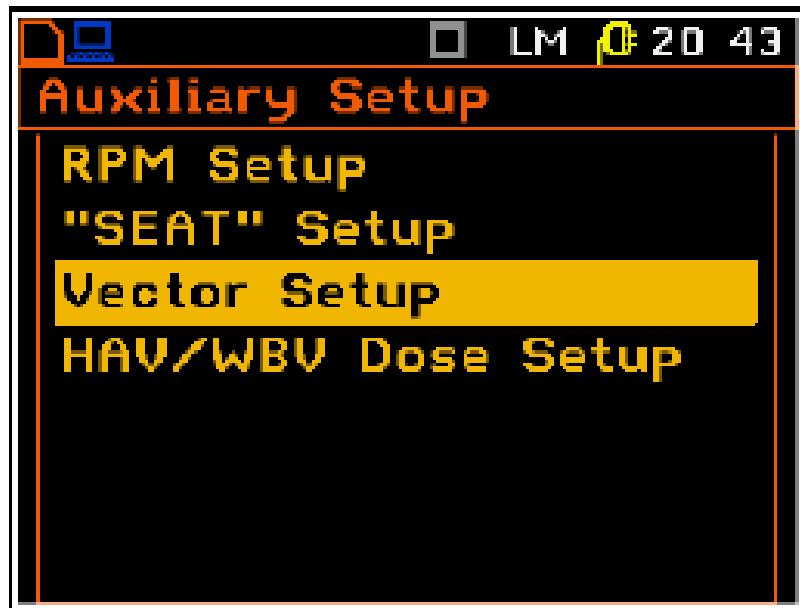 LM 20 43
Auxiliary Setup
RPM Setup
"SEAT" Setup
Vector Setup
HAV/WBV Dose Setup